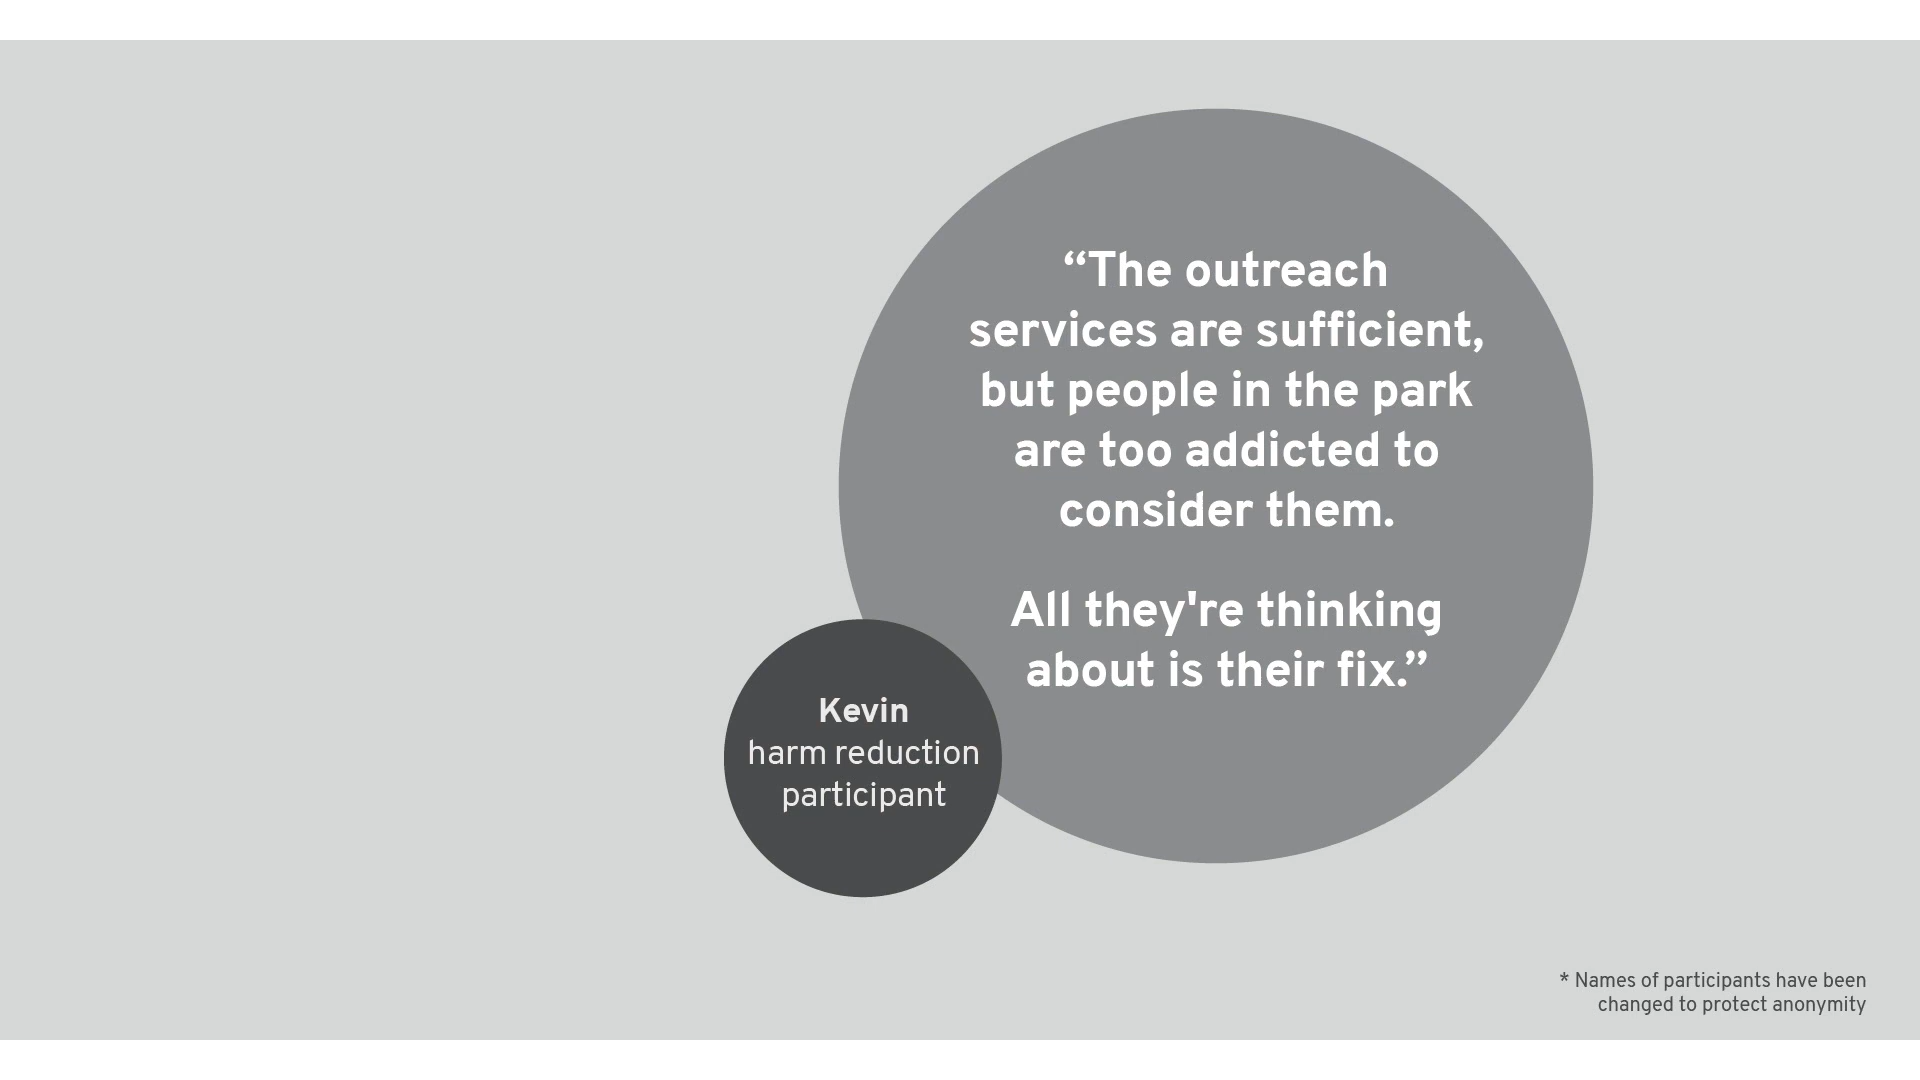 “The outreach
services are sufficient,
but people in the park
are too addicted to
consider them.
All they're thinking
about is their fix.”
Kevin
harm reduction
participant
* Names of participants have been
changed to protect anonymity